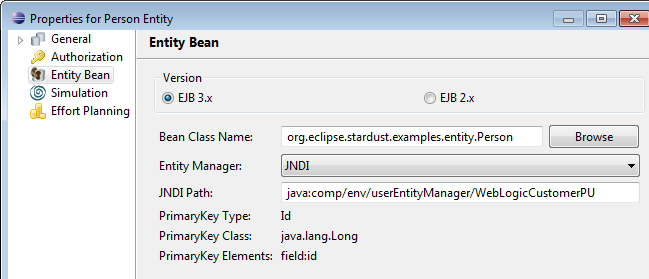 Properties for Person Entity
General
Authorization
Entity Bean
Simulation
Effort Planning
Entity Bean
Version
EJB 3.x
EJB 2.x
Bean Class Name: org.eclipse.stardust.examples.entity.Person Browse
Entity Manager: JNDI
JNDI Path: java:comp/env/userEntityManager/WebLogicCustomerPU
PrimaryKey Type: Id
PrimaryKey Class: java.lang.Long
PrimaryKey Elements: field:id